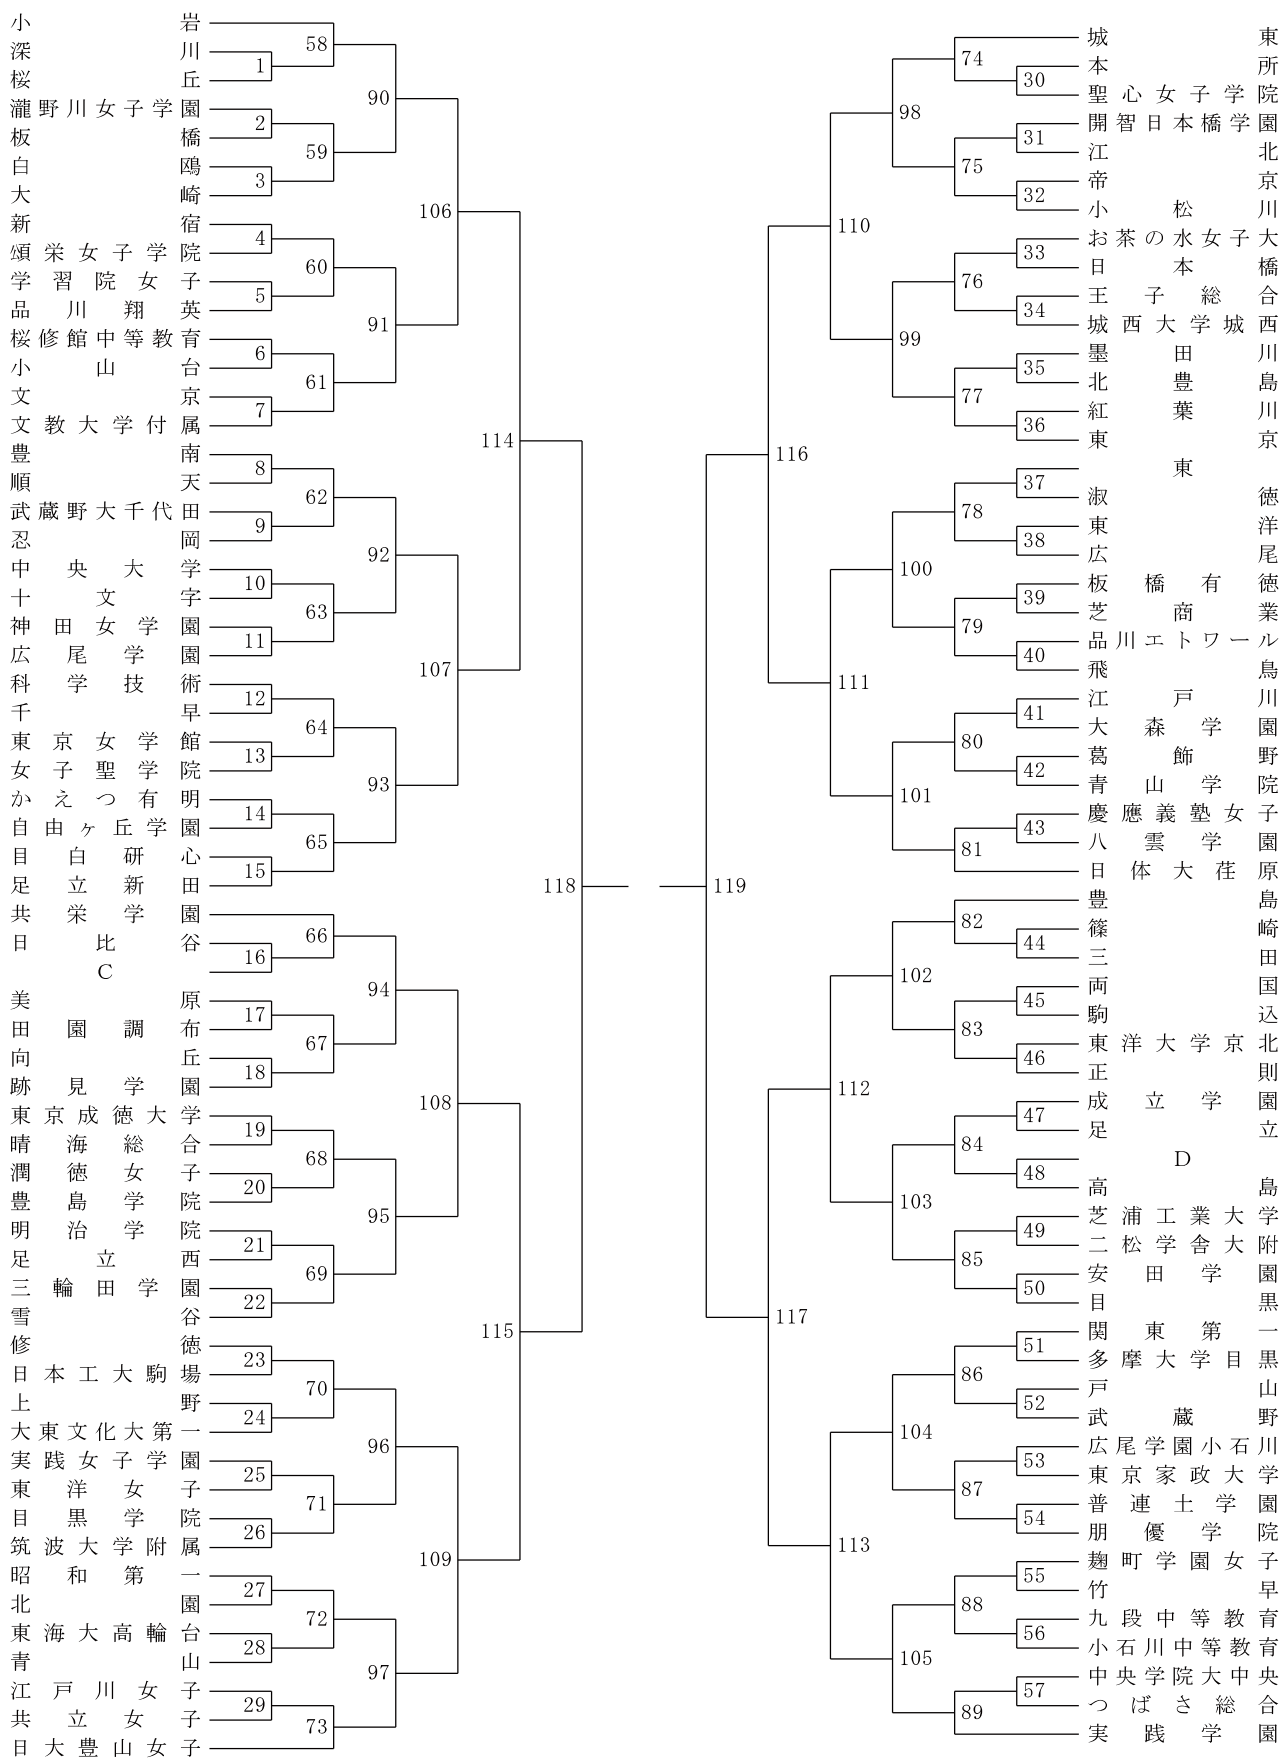 小岩
深川
桜丘
瀧野川女子学園
板橋
白鴎
大崎
新宿
頌栄女子学院
学習院女子
品川翔英
桜修館中等教育
小山台
文京
文教大学付属
豊南
順天
武蔵野大千代田
忍岡
中央大学
十文字
神田女学園
広尾学園
科学技術
千早
東京女学館
女子聖学院
かえつ有明
自由ヶ丘学園
目白研心
足立新田
共栄学園
日比谷
C
美原
田園調布
向丘
跡見学園
東京成徳大学
晴海総合
潤徳女子
豊島学院
明治学院
足立西
三輪田学園
雪谷
修徳
日本工大駒場
上野
大東文化大第一
実践女子学園
東洋女子
目黒学院
筑波大学附属
昭和第一
北園
東海大高輪台
青山
江戸川女子
共立女子
日大豊山女子
1
2
3
4
5
6
7
8
9
10
11
12
13
14
15
16
17
18
19
20
21
22
23
24
25
26
27
28
29
58
59
60
61
62
63
64
65
66
67
68
69
70
71
72
73
90
91
92
93
94
95
96
97
106
107
108
109
114
115
118
119
116
117
110
111
112
113
98
99
100
101
102
103
104
105
74
75
76
77
78
79
80
81
82
83
84
85
86
87
88
89
30
31
32
33
34
35
36
37
38
39
40
41
42
43
44
45
46
47
48
49
50
51
52
53
54
55
56
57
城東
本所
聖心女子学院
開智日本橋学園
江北
帝京
小松川
お茶の水女子大
日本橋
王子総合
城西大学城西
墨田川
北豊島
紅葉川
東京
東
淑徳
東洋
広尾
板橋有徳
芝商業
品川エトワール
飛鳥
江戸川
大森学園
葛飾野
青山学院
慶應義塾女子
八雲学園
日体大荏原
豊島
篠崎
三田
両国
駒込
東洋大学京北
正則
成立学園
足立
D
高島
芝浦工業大学
二松学舎大附
安田学園
目黒
関東第一
多摩大学目黒
戸山
武蔵野
広尾学園小石川
東京家政大学
普連土学園
朋優学院
麹町学園女子
竹早
九段中等教育
小石川中等教育
中央学院大中央
つばさ総合
実践学園